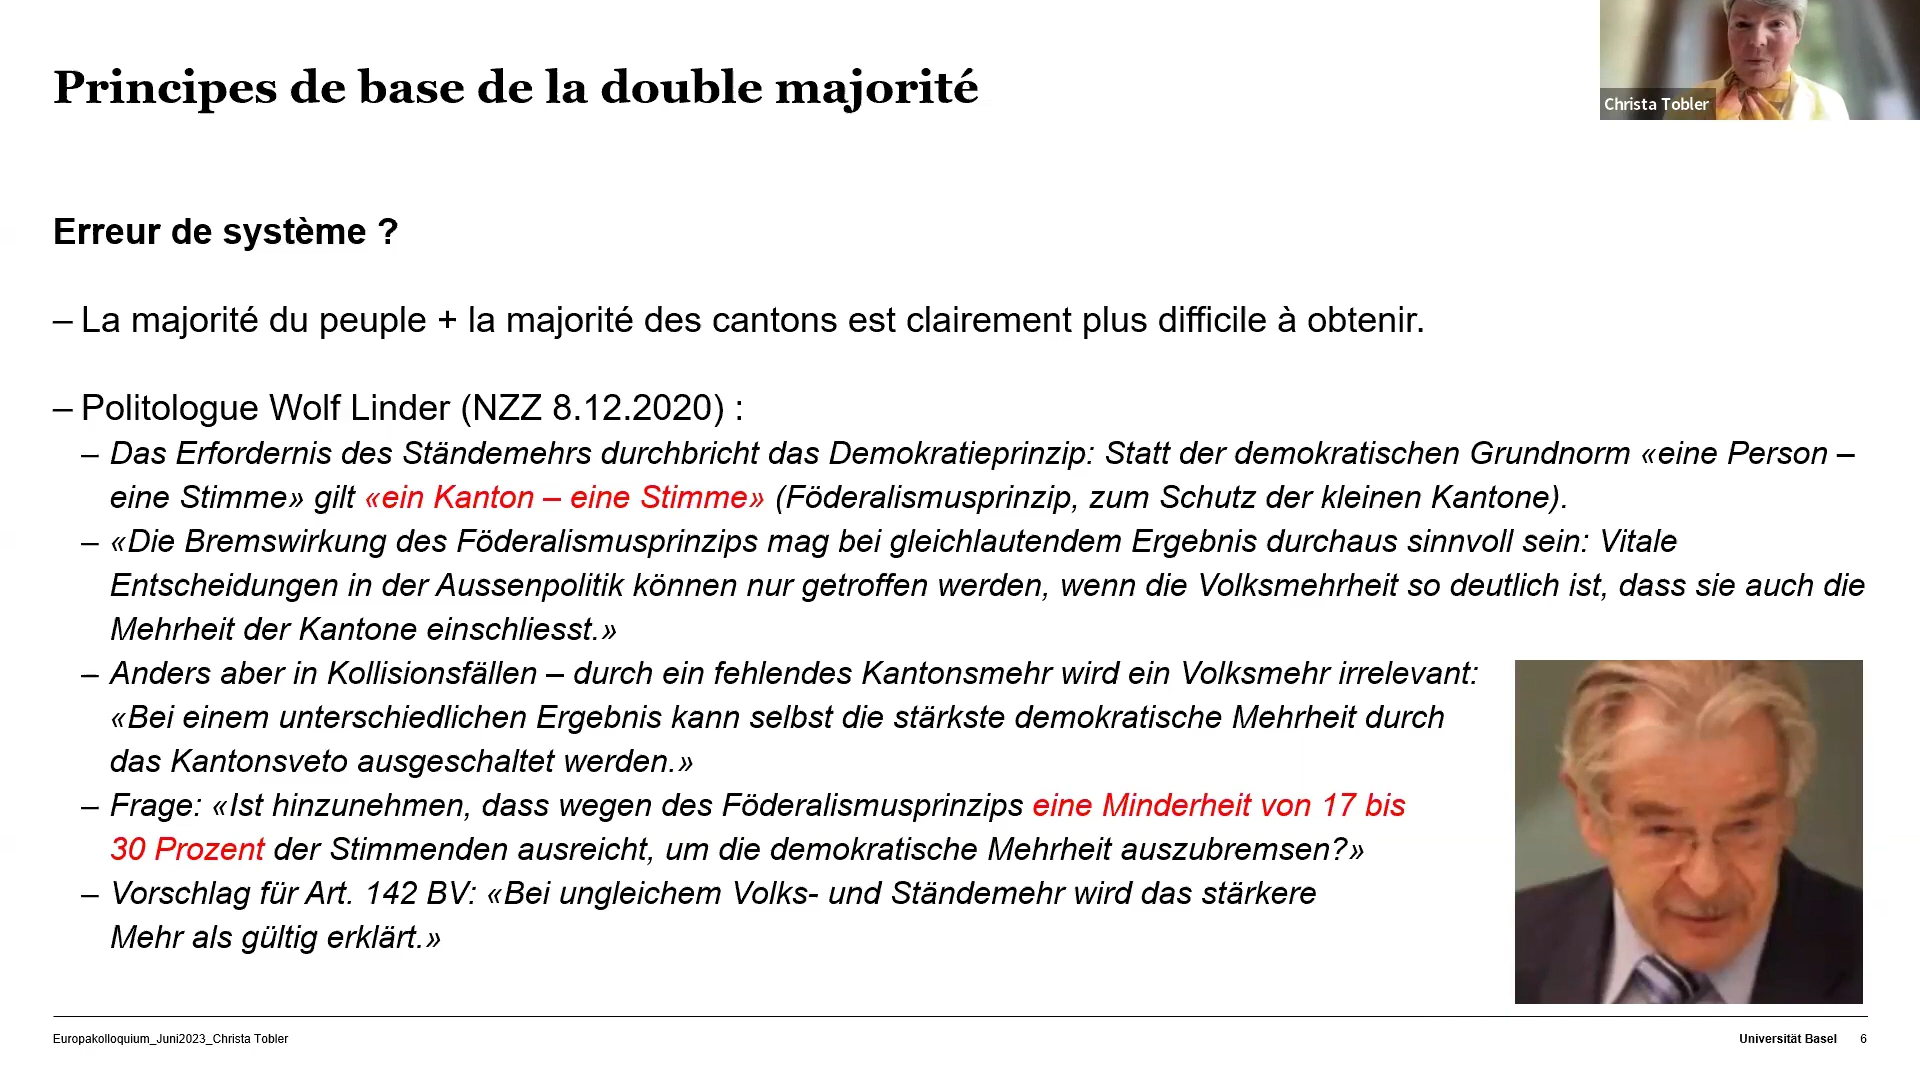 Principes de base de la double majorité
Christa Tobler
Erreur de système ?
– La majorité du peuple + la majorité des cantons est clairement plus difficile à obtenir.
– Politologue Wolf Linder (NZZ 8.12.2020) :
– Das Erfordernis des Ständemehrs durchbricht das Demokratieprinzip: Statt der demokratischen Grundnorm «eine Person –
eine Stimme» gilt «ein Kanton – eine Stimme» (Föderalismusprinzip, zum Schutz der kleinen Kantone).
– «Die Bremswirkung des Föderalismusprinzips mag bei gleichlautendem Ergebnis durchaus sinnvoll sein: Vitale
Entscheidungen in der Aussenpolitik können nur getroffen werden, wenn die Volksmehrheit so deutlich ist, dass sie auch die
Mehrheit der Kantone einschliesst.»
– Anders aber in Kollisionsfällen – durch ein fehlendes Kantonsmehr wird ein Volksmehr irrelevant:
«Bei einem unterschiedlichen Ergebnis kann selbst die stärkste demokratische Mehrheit durch
das Kantonsveto ausgeschaltet werden.»
– Frage: «Ist hinzunehmen, dass wegen des Föderalismusprinzips eine Minderheit von 17 bis
30 Prozent der Stimmenden ausreicht, um die demokratische Mehrheit auszubremsen?»
– Vorschlag für Art. 142 BV: «Bei ungleichem Volks- und Ständemehr wird das stärkere
Mehr als gültig erklärt.»
Europakolloquium_Juni2023_Christa Tobler
Universität Basel 6